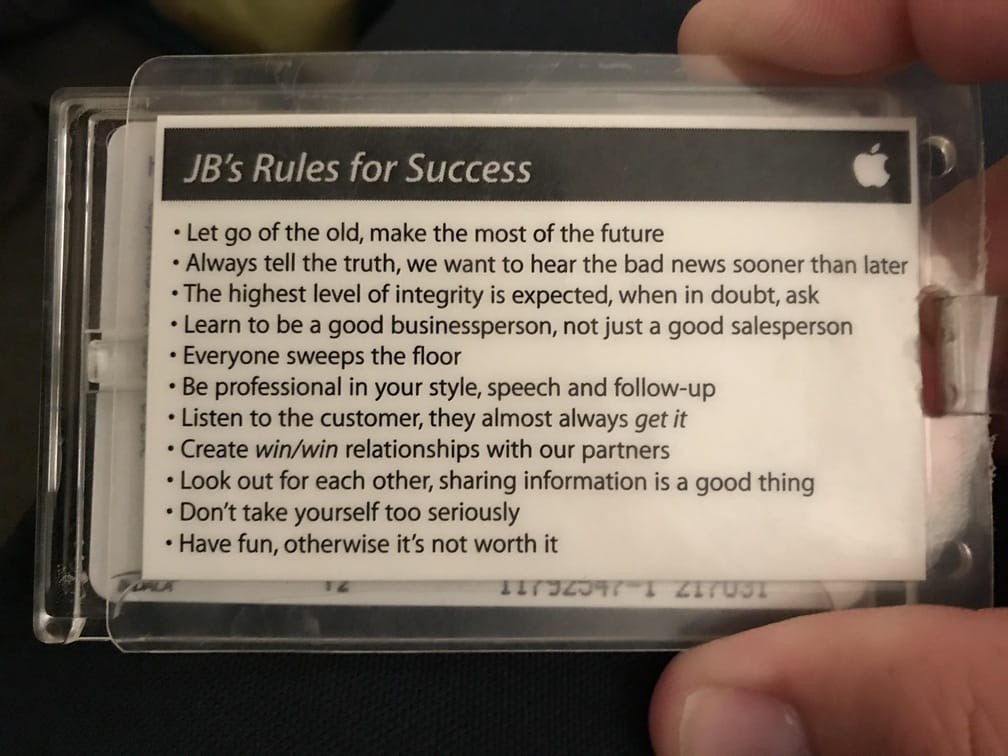 JB's Rules for Success
• Let go of the old, make the most of the future
• Always tell the truth, we want to hear the bad news sooner than later
• The highest level of integrity is expected, when in doubt, ask
• Learn to be a good businessperson, not just a good salesperson
• Everyone sweeps the floor
• Be professional in your style, speech and follow-up
• Listen to the customer, they almost always get it
• Create win/win relationships with our partners
• Look out for each other, sharing information is a good thing
• Don't take yourself too seriously
• Have fun, otherwise it's not worth it